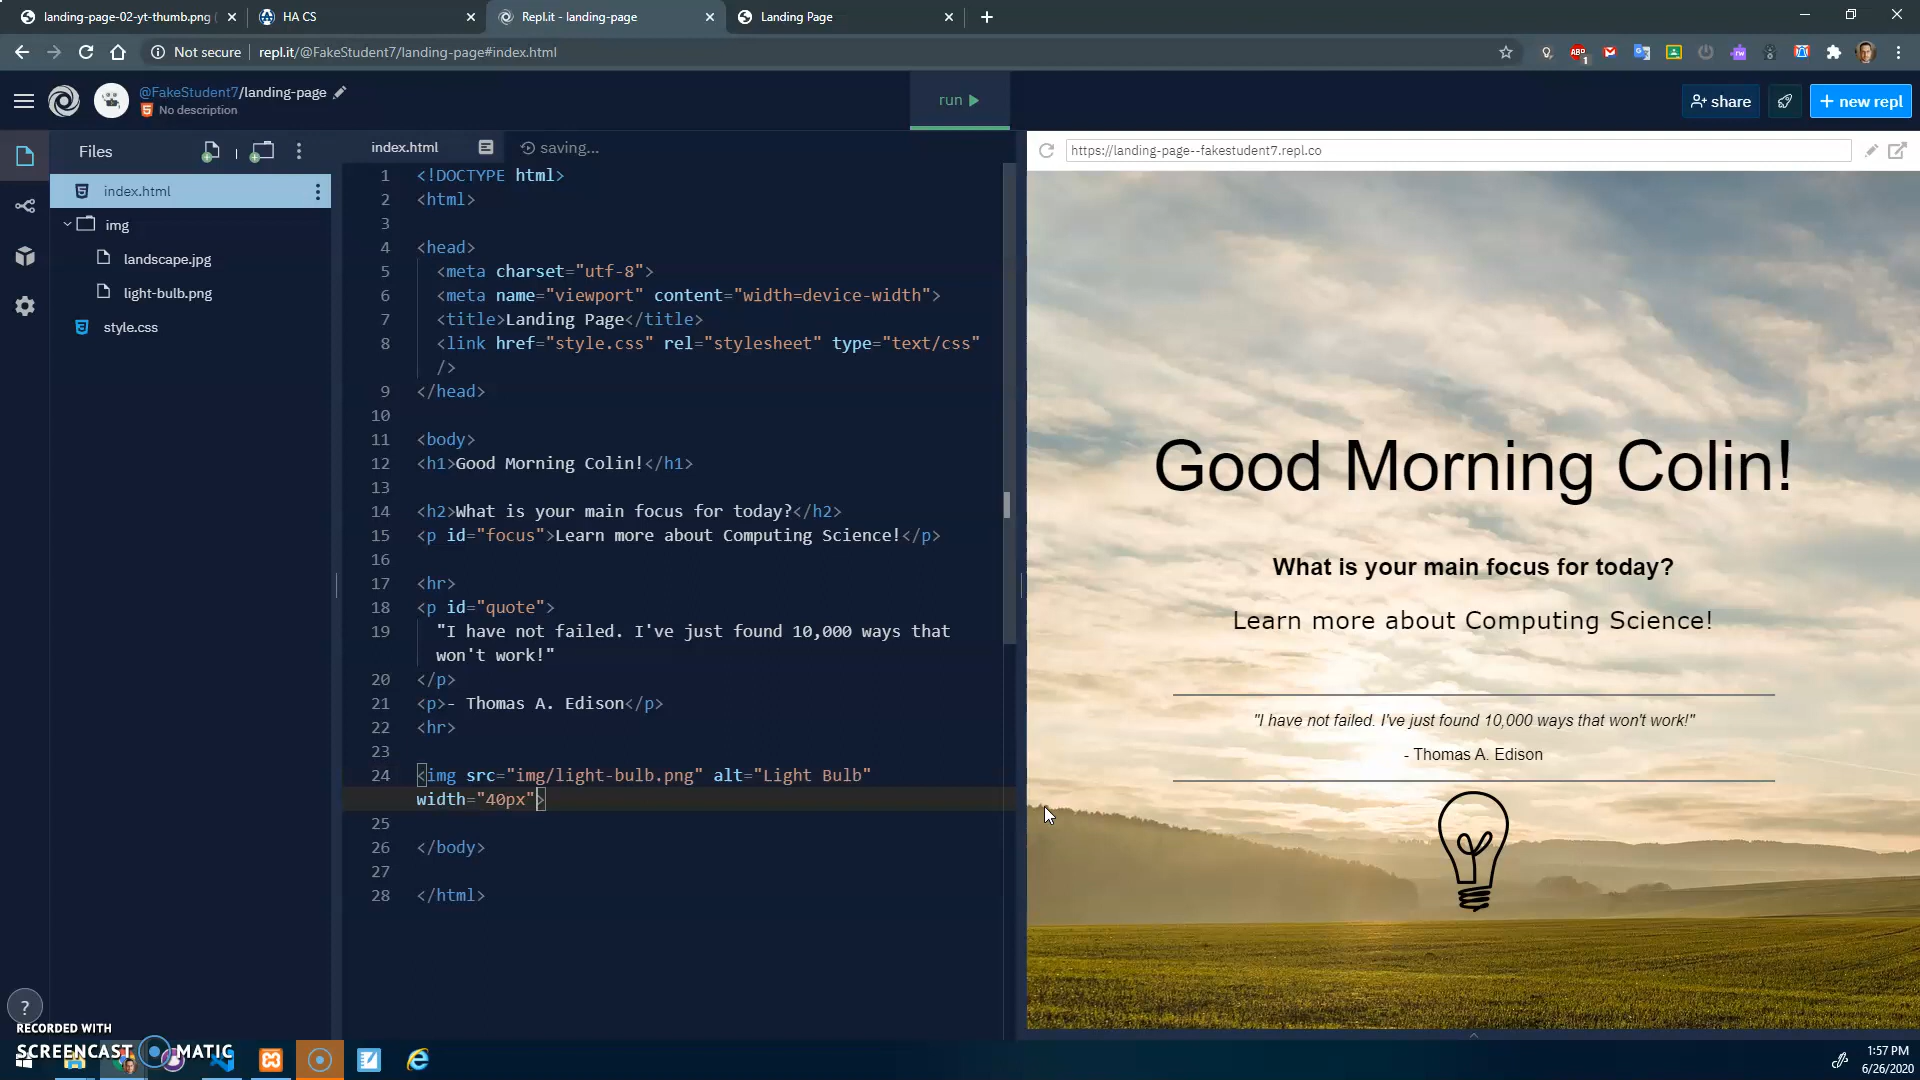 landing-page-02-yt-thumb.png (
HA CS
Repl.it - landing-page
Landing Page
Not secure
repl.it/@FakeStudent7/landing-page#index.html
ABP
1
@FakeStudent7/landing-page
No description
run
share
+ new repl
Files
index.html
img
landscape.jpg
light-bulb.png
style.css
index.html
saving...
1 <!DOCTYPE html>
2 <html>
3
4 <head>
5 <meta charset="utf-8">
6 <meta name="viewport" content="width=device-width">
7 <title>Landing Page</title>
8 <link href="style.css" rel="stylesheet" type="text/css"
/>
9 </head>
10
11 <body>
12 <h1>Good Morning Colin!</h1>
13
14 <h2>What is your main focus for today?</h2>
15 <p id="focus">Learn more about Computing Science!</p>
16
17 <hr>
18 <p id="quote">
19 "I have not failed. I've just found 10,000 ways that
won't work!"
20 </p>
21 <p>- Thomas A. Edison</p>
22 <hr>
23
24 <img src="img/light-bulb.png" alt="Light Bulb"
width="40px">
25
26 </body>
27
28 </html>
https://landing-page--fakestudent7.repl.co
Good Morning Colin!
What is your main focus for today?
Learn more about Computing Science!
"I have not failed. I've just found 10,000 ways that won't work!"
- Thomas A. Edison
?
RECORDED WITH
SCREENCAST MATIC
1:57 PM
6/26/2020